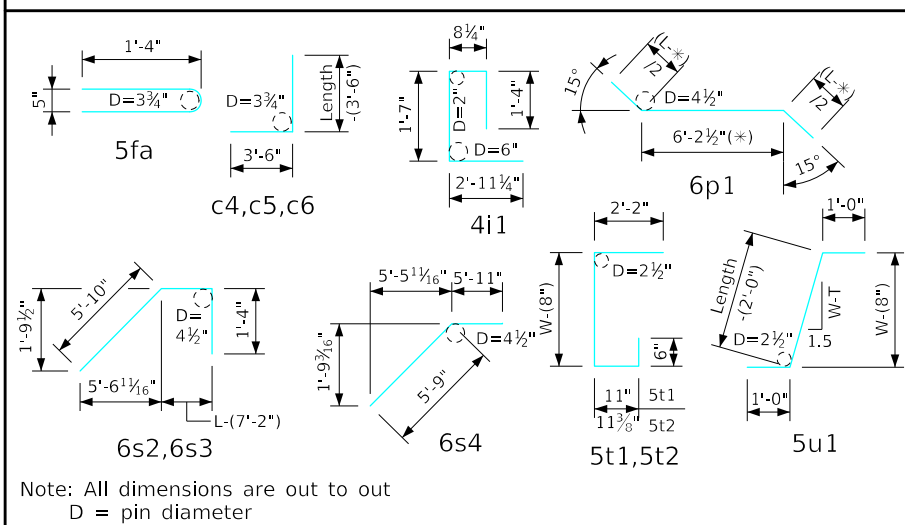 1'-4"
5"
D=3¾"
5fa
D=3¾"
Length
-(3'-6")
3'-6"
c4,c5,c6
8¼"
1'-7"
D=2"
1'-4"
D=6"
2'-11¼"
4i1
15°
(L-✳)
/2
D=4½"
6'-2½"(✳)
(L-✳)
/2
15°
6p1
1'-9½"
5'-10"
D=
4½"
1'-4"
5'-6 11/16"
L-(7'-2")
6s2,6s3
5'-5 11/16"
5'-11"
1'-9 3/16"
D=4½"
5'-9"
6s4
2'-2"
W-(8")
D=2½"
6"
11" 5t1
11⅜" 5t2
5t1,5t2
1'-0"
Length
-(2'-0")
W-T
1.5
W-(8")
D=2½"
1'-0"
5u1
Note: All dimensions are out to out
D = pin diameter